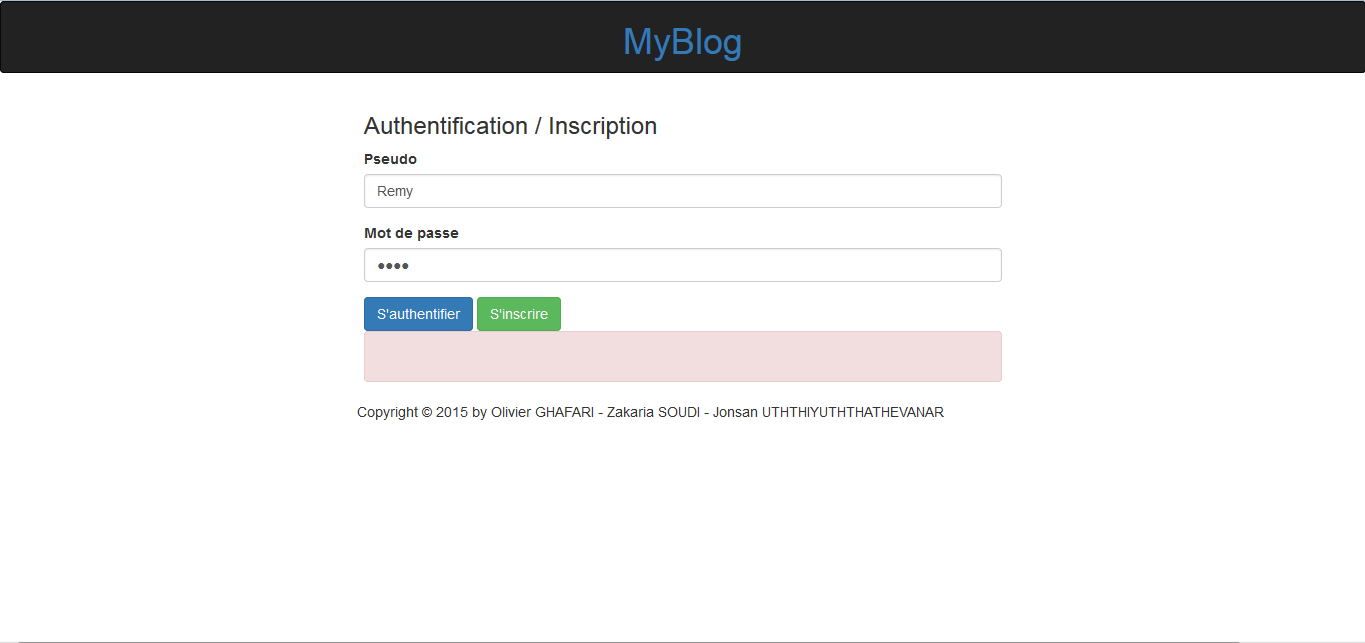 MyBlog
Authentification / Inscription
Pseudo
Remy
Mot de passe
••••
S'authentifier S'inscrire
Copyright © 2015 by Olivier GHAFARI - Zakaria SOUDI - Jonsan UTHTHIYUTHTHATHEVANAR